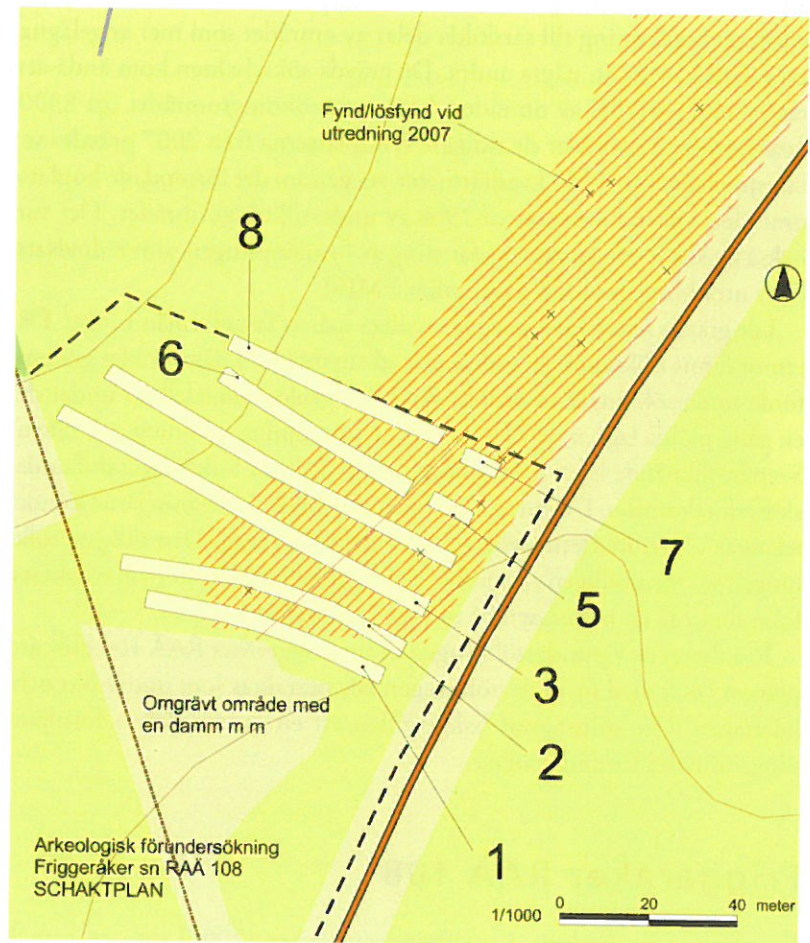 Fynd/lösfynd vid
utredning 2007
8
6
7
5
3
2
1
Omgrävt område med
en damm m m
Arkeologisk förundersökning
Friggeråker sn RAÄ 108
SCHAKTPLAN
1/1000 0 20 40 meter